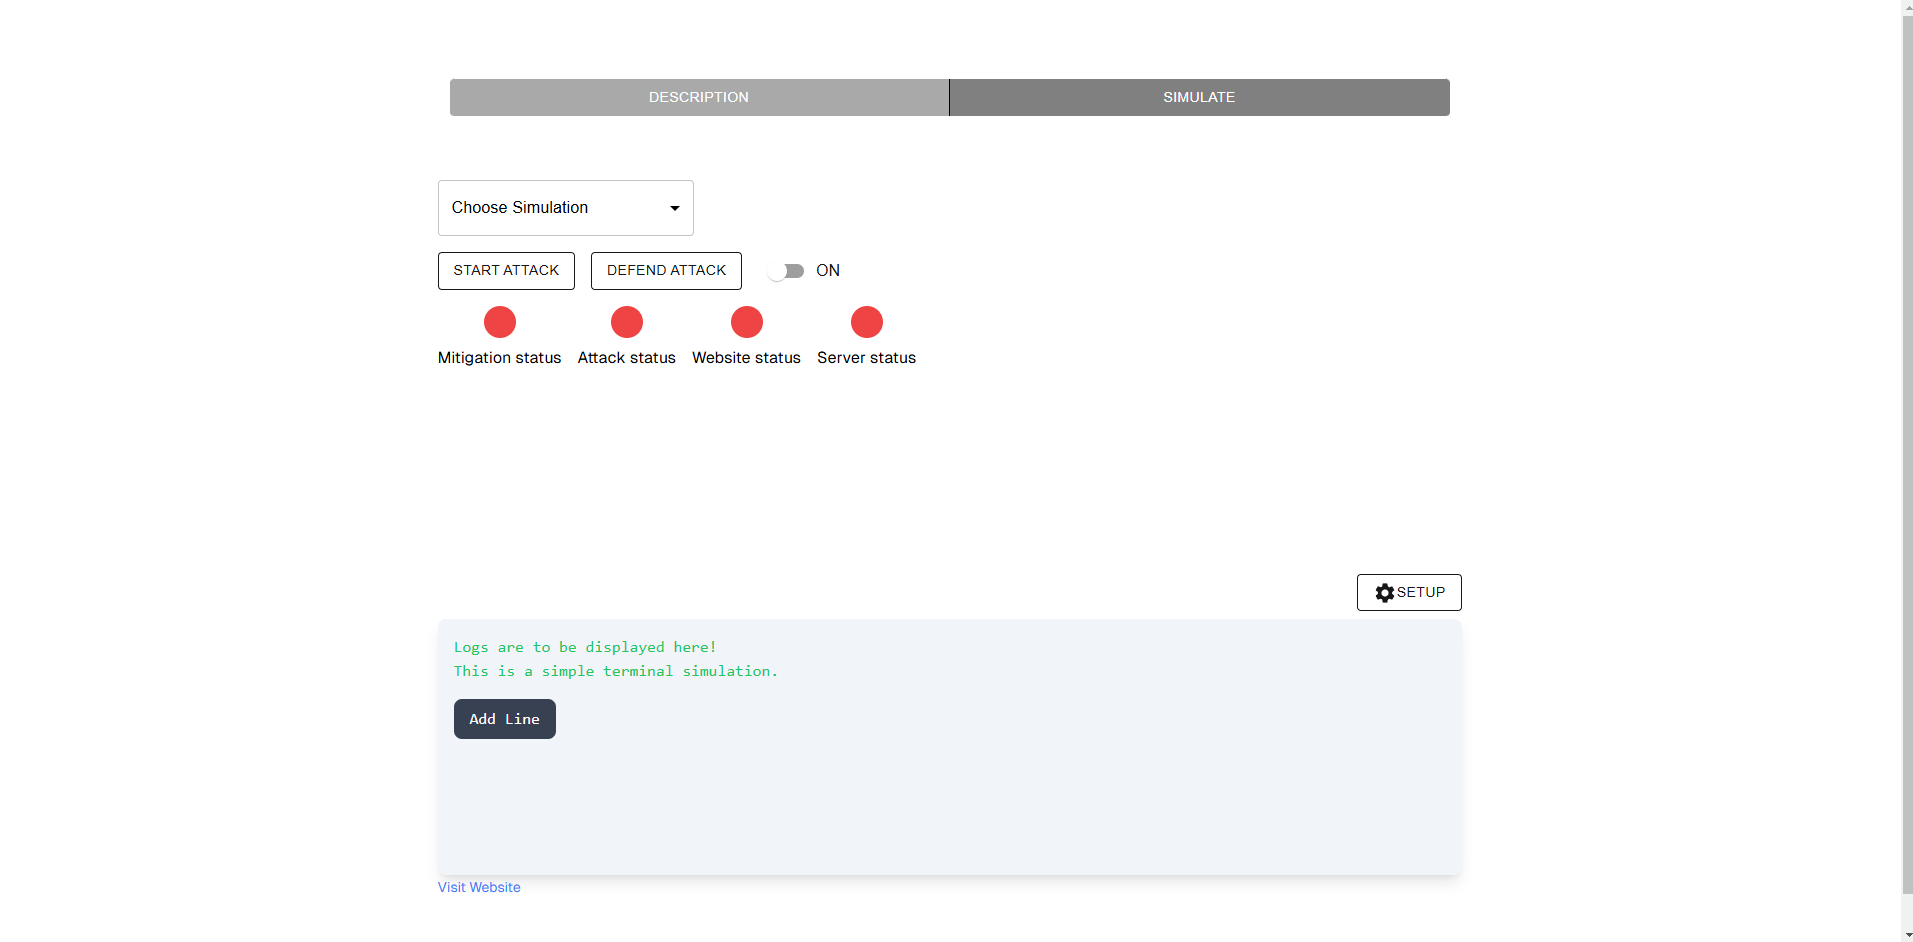 DESCRIPTION
SIMULATE
Choose Simulation
START ATTACK
DEFEND ATTACK
ON
Mitigation status
Attack status
Website status
Server status
SETUP
Logs are to be displayed here!
This is a simple terminal simulation.
Add Line
Visit Website